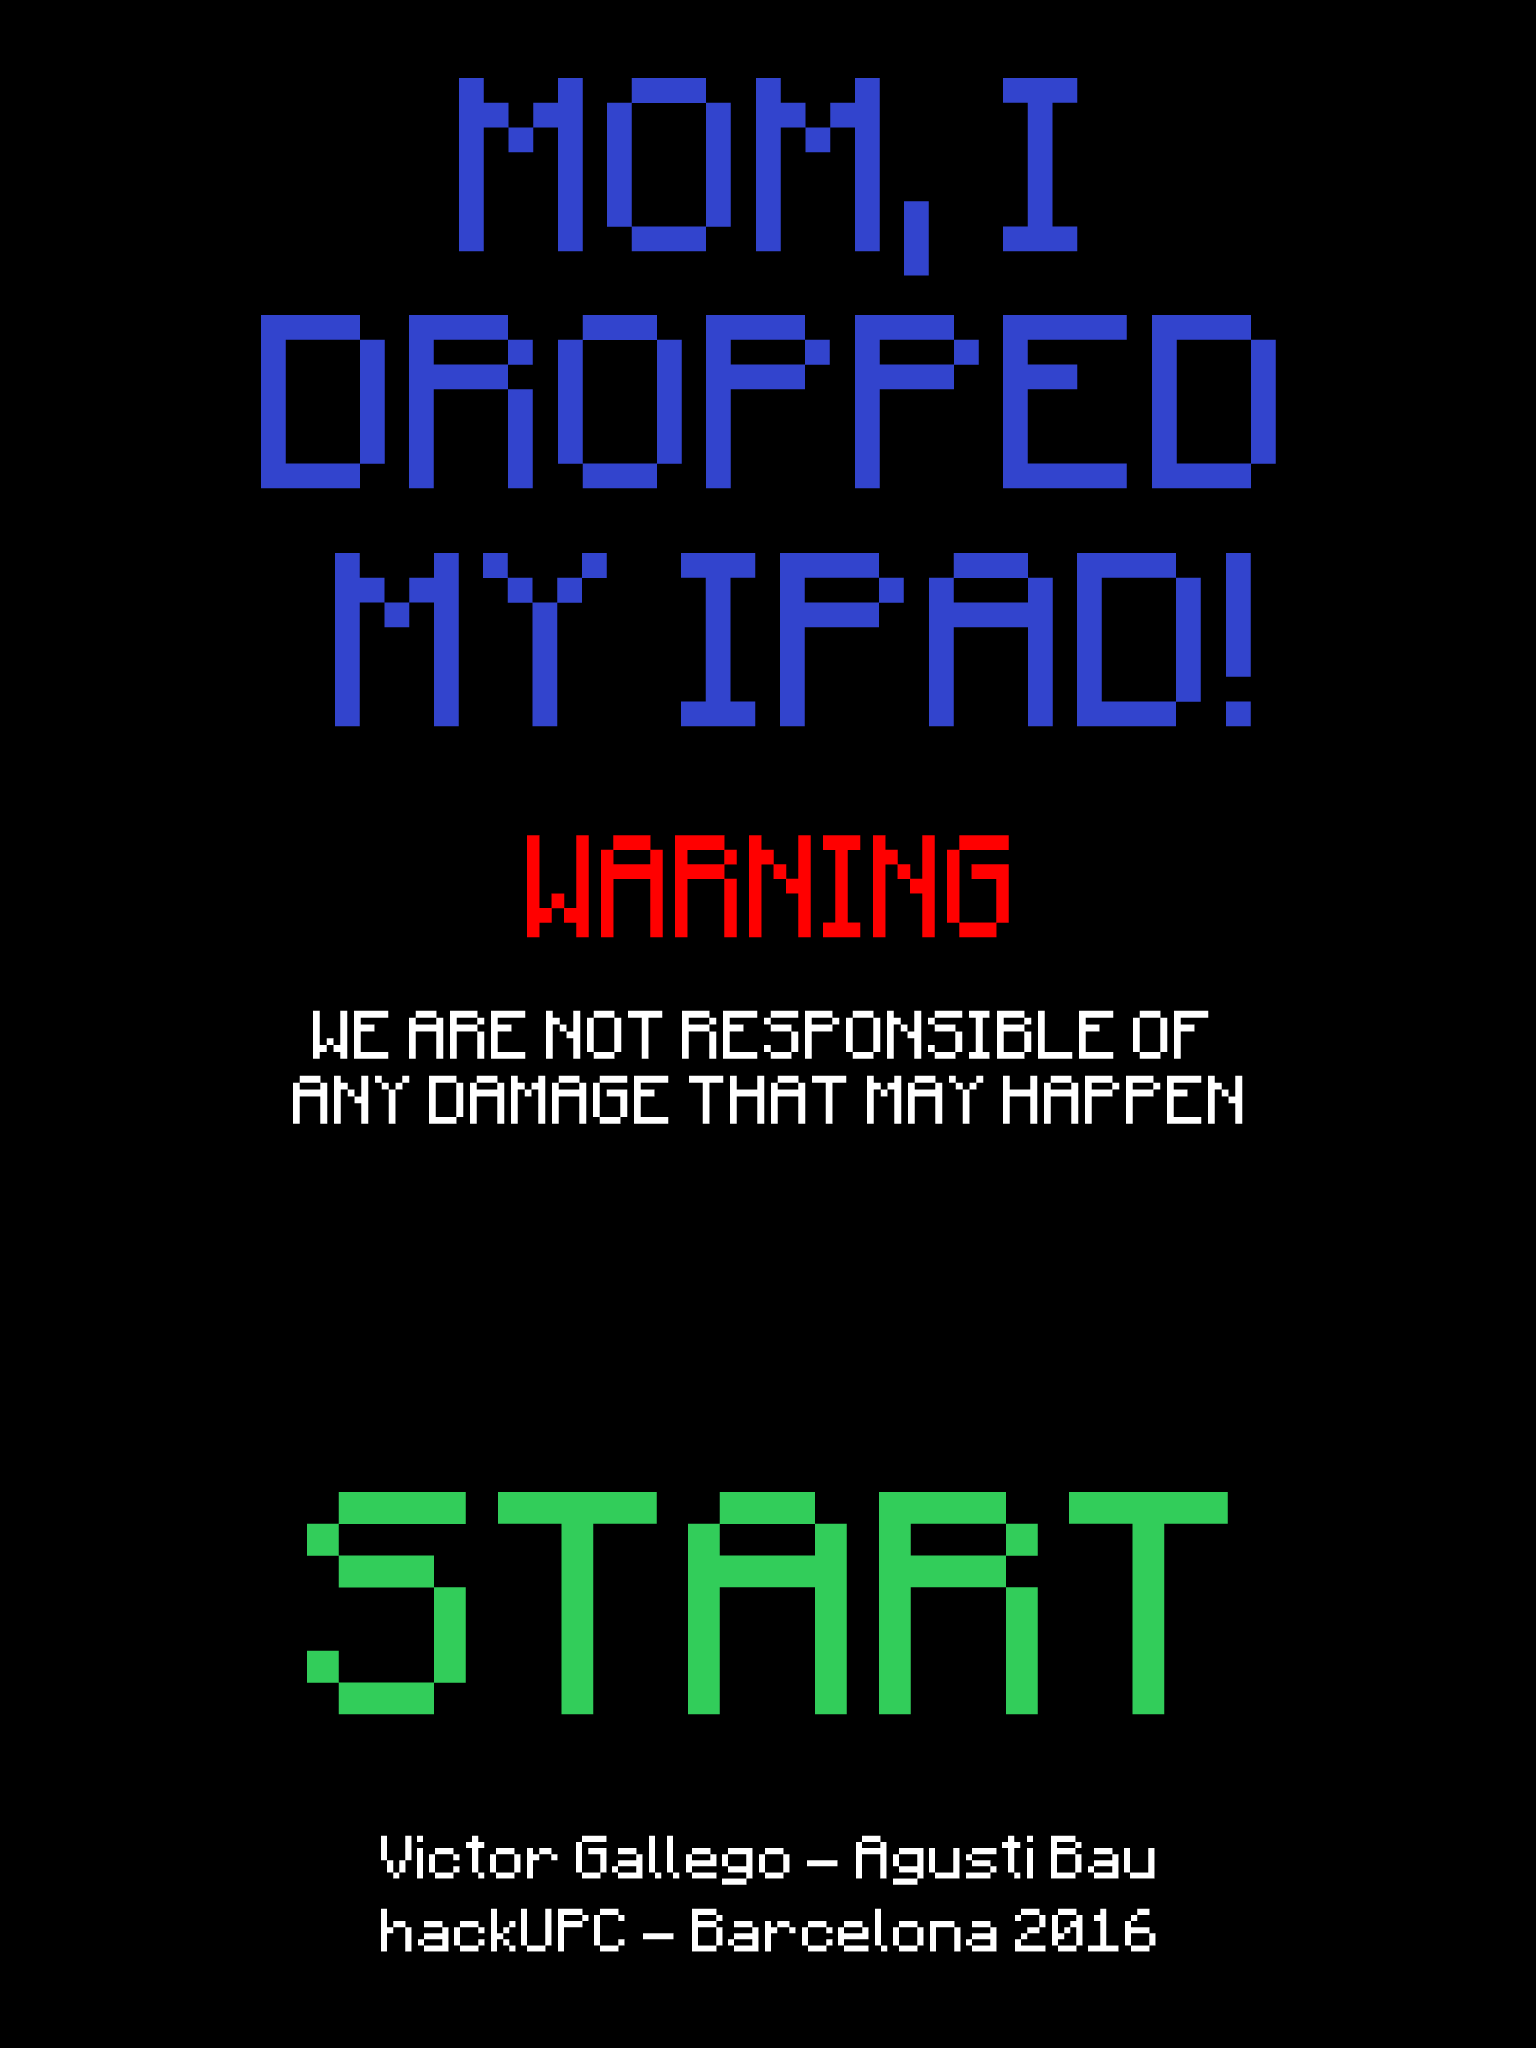 MOM, I
DROPPED
MY IPAD!
WARNING
WE ARE NOT RESPONSIBLE OF
ANY DAMAGE THAT MAY HAPPEN
START
Victor Gallego – Agusti Bau
hackUPC – Barcelona 2016